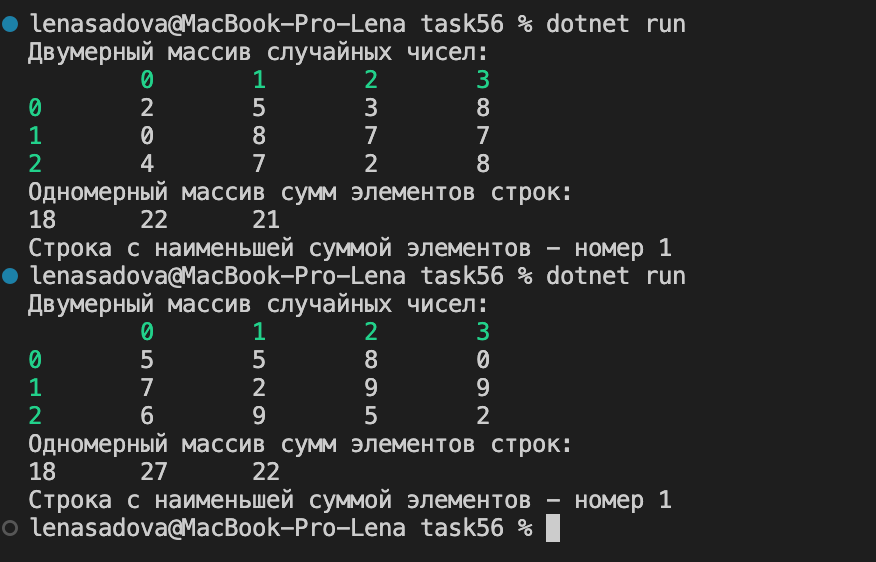 lenasadova@MacBook-Pro-Lena task56 % dotnet run
Двумерный массив случайных чисел:
0 1 2 3
0 2 5 3 8
1 0 8 7 7
2 4 7 2 8
Одномерный массив сумм элементов строк:
18 22 21
Строка с наименьшей суммой элементов - номер 1
lenasadova@MacBook-Pro-Lena task56 % dotnet run
Двумерный массив случайных чисел:
0 1 2 3
0 5 5 8 0
1 7 2 9 9
2 6 9 5 2
Одномерный массив сумм элементов строк:
18 27 22
Строка с наименьшей суммой элементов - номер 1
lenasadova@MacBook-Pro-Lena task56 %